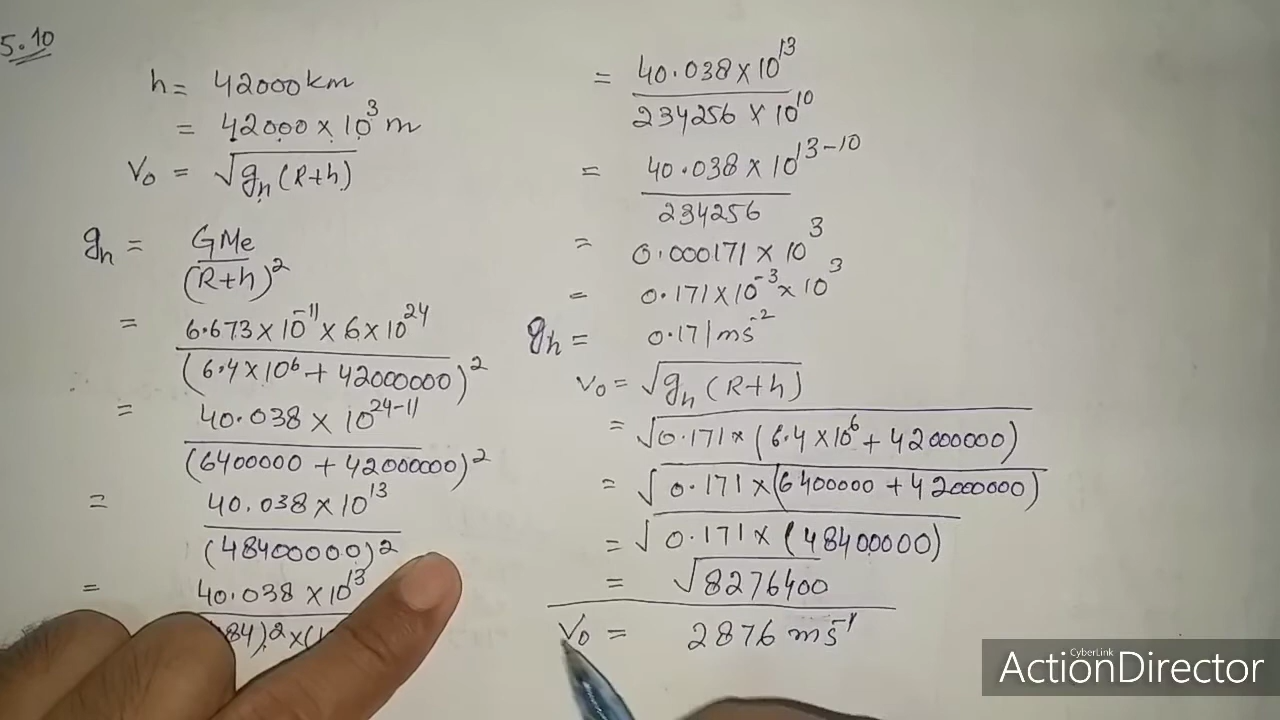 5.10
h = 42000 km
= 42000 × 10³ m
V₀ = √gₕ(R+h)
gₕ = GMe
(R+h)²
= 6.673 × 10⁻¹¹ × 6 × 10²⁴
(6.4 × 10⁶ + 42000000)²
= 40.038 × 10²⁴⁻¹¹
(6400000 + 42000000)²
= 40.038 × 10¹³
(48400000)²
= 40.038 × 10¹³
84)² × (1
= 40.038 × 10¹³
234256 × 10¹⁰
= 40.038 × 10¹³⁻¹⁰
234256
= 0.000171 × 10³
= 0.171 × 10⁻³ × 10³
gₕ = 0.171 ms⁻²
V₀ = √gₕ(R+h)
= √0.171 × (6.4 × 10⁶ + 42000000)
= √0.171 × (6400000 + 42000000)
= √0.171 × (48400000)
= √8276400
V₀ = 2876 ms⁻¹
CyberLink
ActionDirector